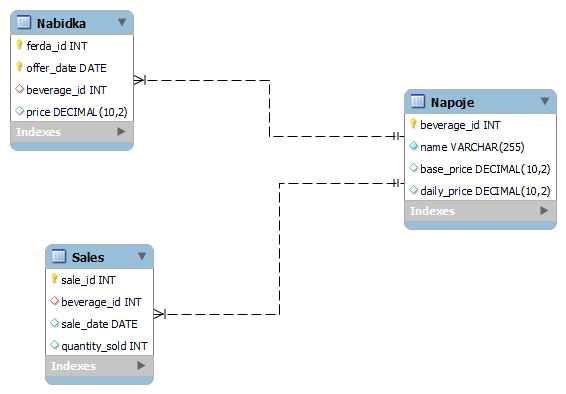 Nabidka
ferda_id INT
offer_date DATE
beverage_id INT
price DECIMAL(10,2)
Indexes
Napoje
beverage_id INT
name VARCHAR(255)
base_price DECIMAL(10,2)
daily_price DECIMAL(10,2)
Indexes
Sales
sale_id INT
beverage_id INT
sale_date DATE
quantity_sold INT
Indexes